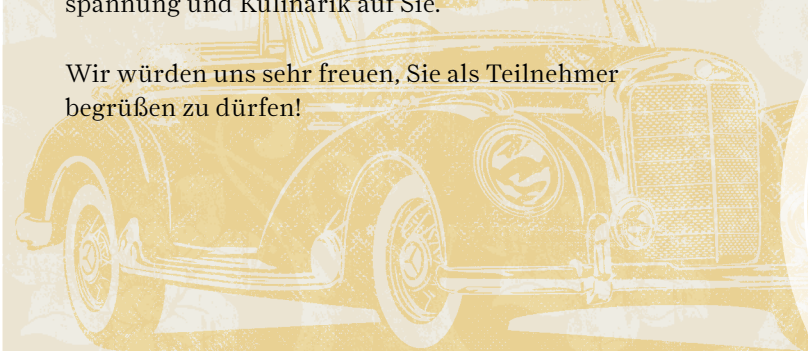 spannung und Kulinarik auf Sie.
Wir würden uns sehr freuen, Sie als Teilnehmer
begrüßen zu dürfen!